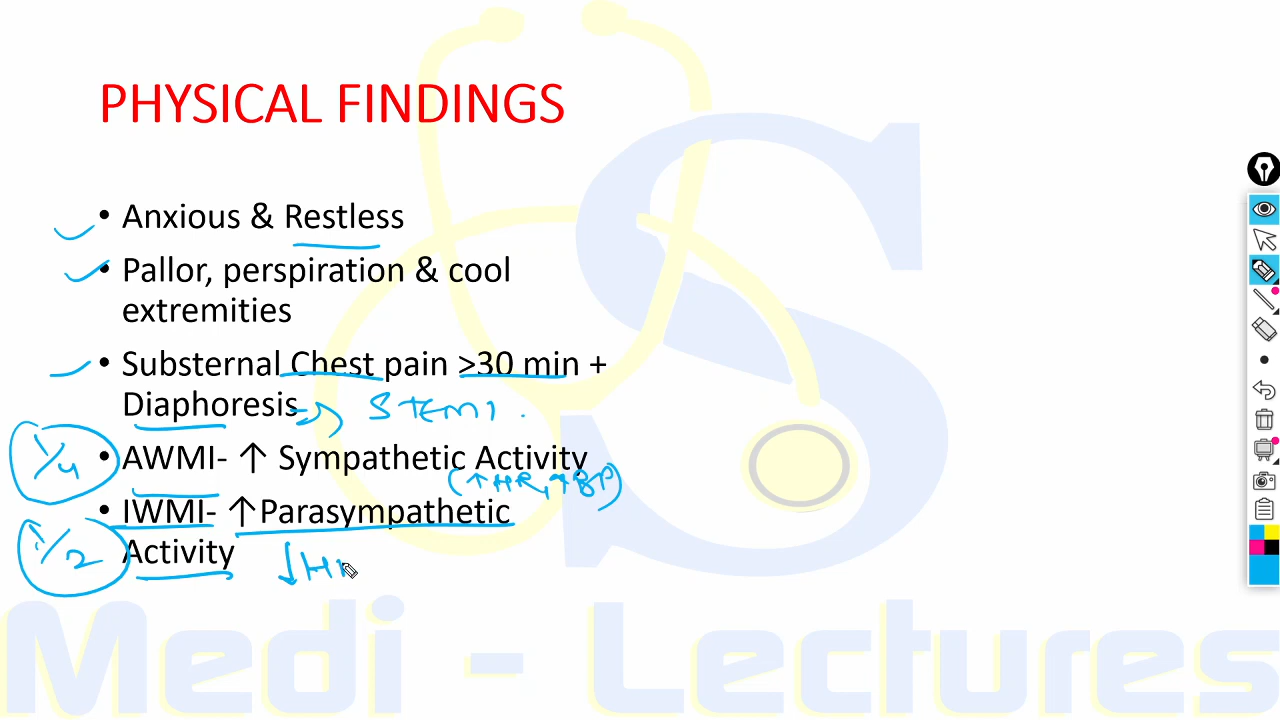 PHYSICAL FINDINGS
• Anxious & Restless
• Pallor, perspiration & cool
extremities
• Substernal Chest pain >30 min +
Diaphoresis → STEMI.
1/4 • AWMI- ↑ Sympathetic Activity
(↑HR, ↑BP)
• IWMI- ↑Parasympathetic
1/2 Activity ↓HR
Medi - Lectures